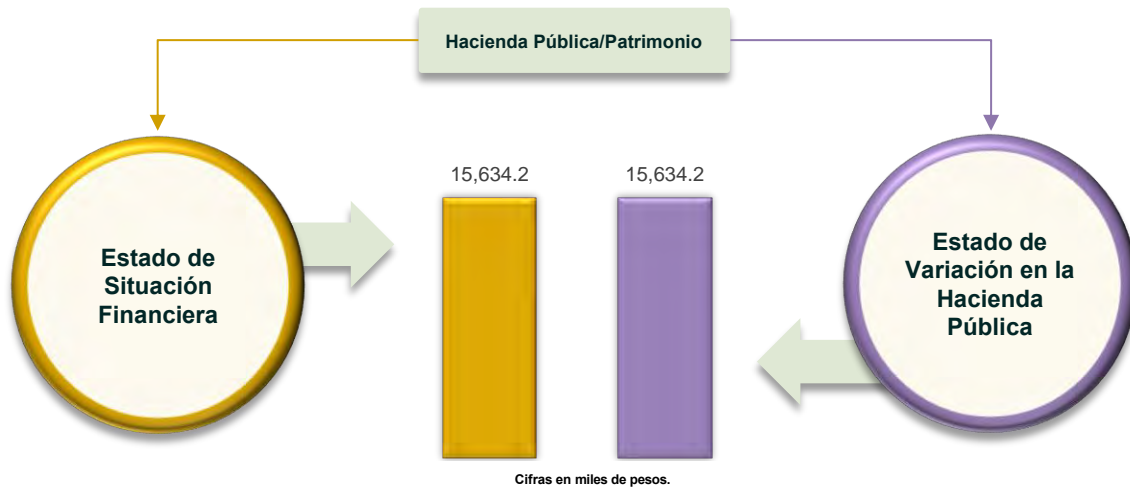 Hacienda Pública/Patrimonio
15,634.2
15,634.2
Estado de
Situación
Financiera
Estado de
Variación en la
Hacienda
Pública
Cifras en miles de pesos.